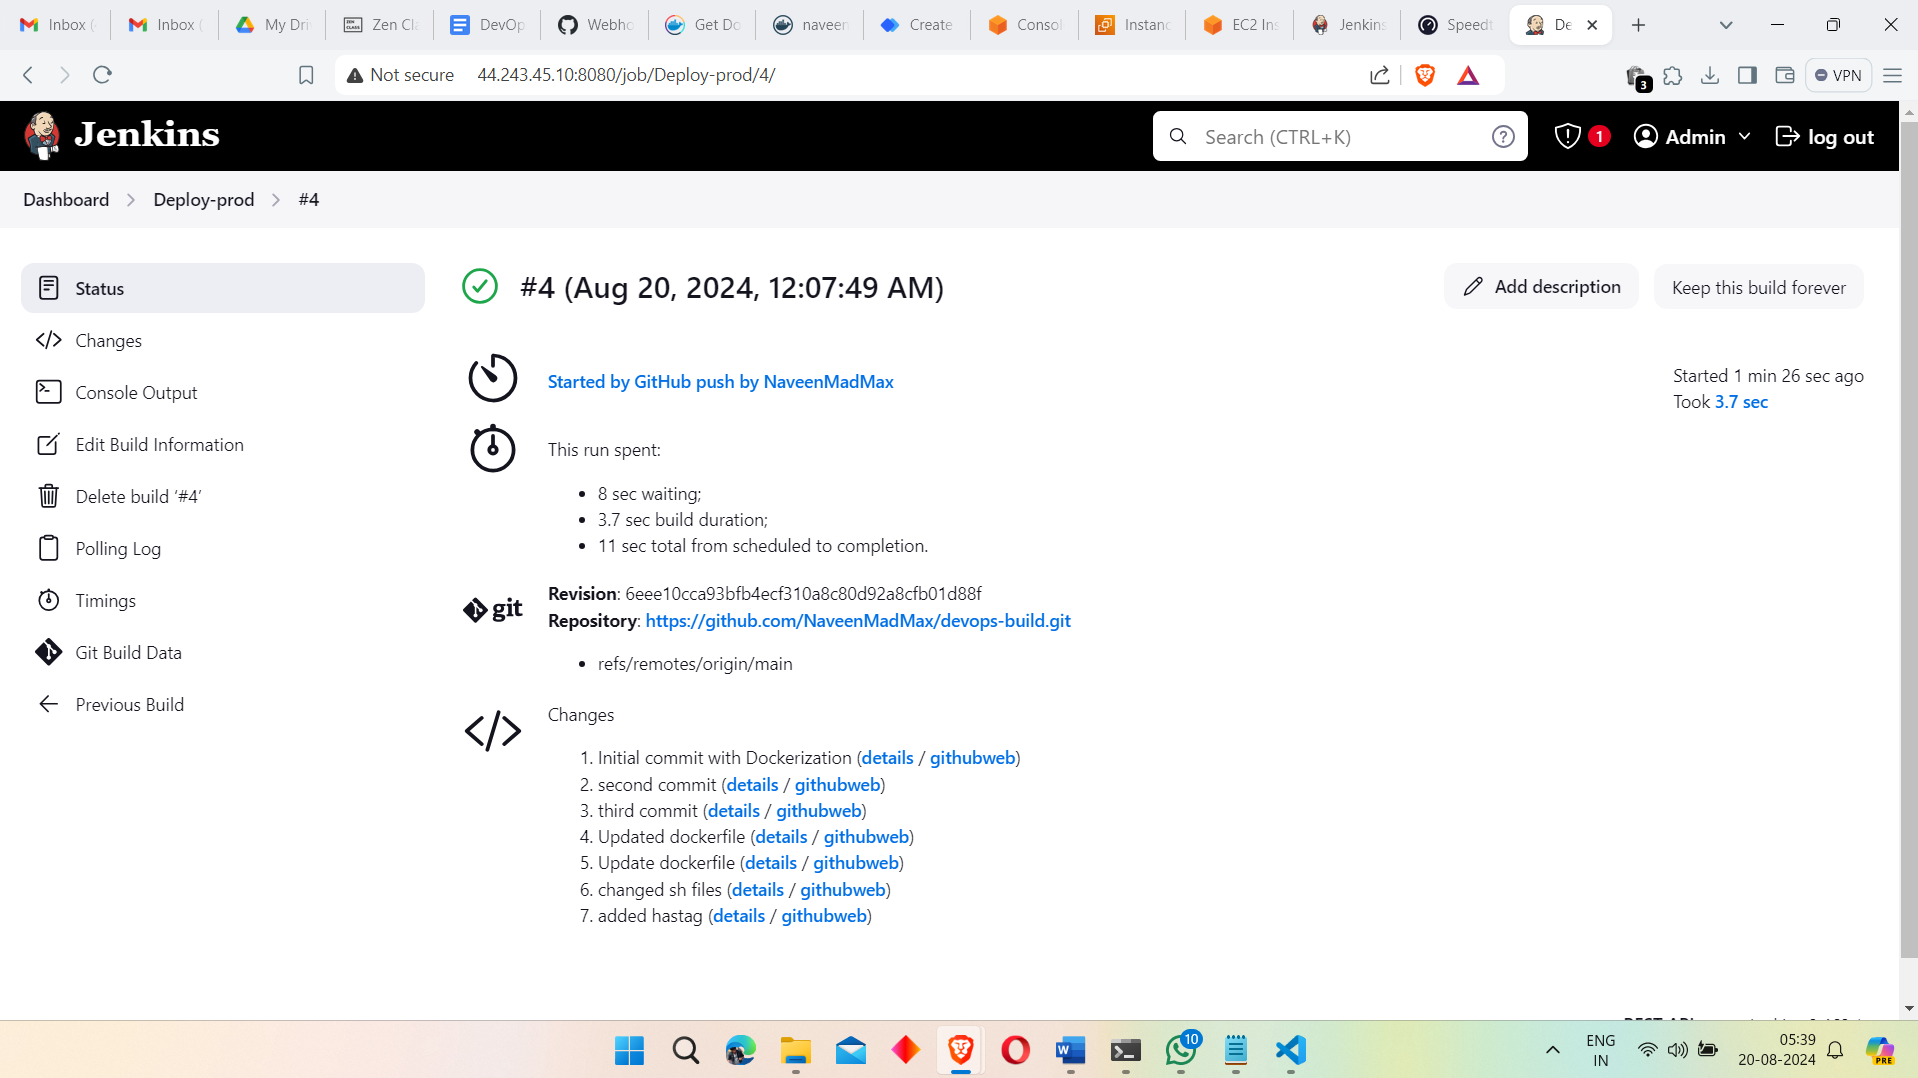 Inbox (
Inbox (
My Dri
Zen Cla
DevOp
Webho
Get Do
naveen
Create
Consol
Instanc
EC2 Ins
Jenkins
Speedt
De
Not secure
44.243.45.10:8080/job/Deploy-prod/4/
3
VPN
Jenkins
Search (CTRL+K)
1
Admin
log out
Dashboard
Deploy-prod
#4
Status
Changes
Console Output
Edit Build Information
Delete build ‘#4’
Polling Log
Timings
Git Build Data
Previous Build
#4 (Aug 20, 2024, 12:07:49 AM)
Add description
Keep this build forever
Started by GitHub push by NaveenMadMax
Started 1 min 26 sec ago
Took 3.7 sec
This run spent:
8 sec waiting;
3.7 sec build duration;
11 sec total from scheduled to completion.
git
Revision: 6eee10cca93bfb4ecf310a8c80d92a8cfb01d88f
Repository: https://github.com/NaveenMadMax/devops-build.git
refs/remotes/origin/main
Changes
1. Initial commit with Dockerization (details / githubweb)
2. second commit (details / githubweb)
3. third commit (details / githubweb)
4. Updated dockerfile (details / githubweb)
5. Update dockerfile (details / githubweb)
6. changed sh files (details / githubweb)
7. added hastag (details / githubweb)
10
ENG
IN
05:39
20-08-2024
PRE